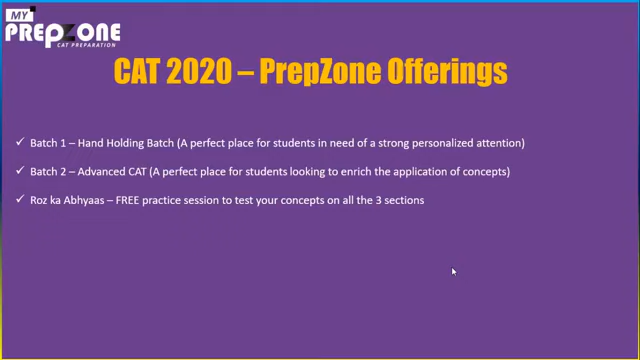 MY
PREPZONE
CAT PREPARATION
CAT 2020 – PrepZone Offerings
✓ Batch 1 – Hand Holding Batch (A perfect place for students in need of a strong personalized attention)
✓ Batch 2 – Advanced CAT (A perfect place for students looking to enrich the application of concepts)
✓ Roz ka Abhyaas – FREE practice session to test your concepts on all the 3 sections